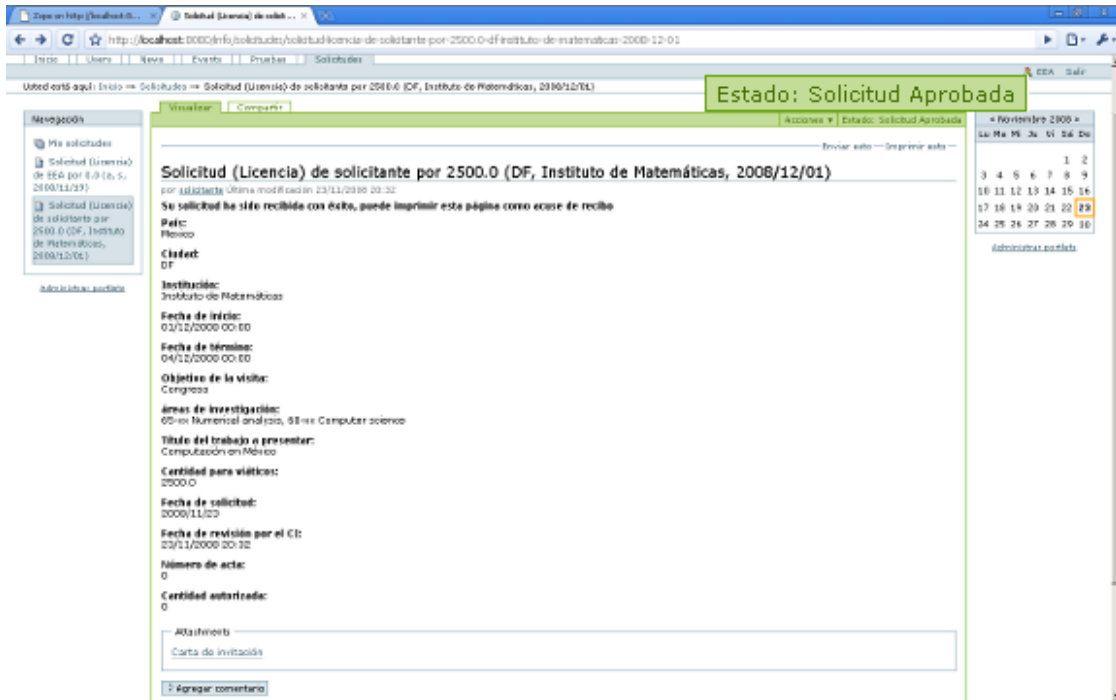 Zope on http://localhost:8...
Solicitud (Licencia) de solicit...
http://localhost:8080/info/solicitudes/solicitud-licencia-de-solicitante-por-2500.0-df-instituto-de-matematicas-2008-12-01
Inicio Users News Events Pruebas Solicitudes
EEA Salir
Usted está aquí: Inicio → Solicitudes → Solicitud (Licencia) de solicitante por 2500.0 (DF, Instituto de Matemáticas, 2008/12/01)
Estado: Solicitud Aprobada
Navegación
Mis solicitudes
Solicitud (Licencia)
de EEA por 0.0 (a, s,
2008/11/19)
Solicitud (Licencia)
de solicitante por
2500.0 (DF, Instituto
de Matemáticas,
2008/12/01)
Administrar portlets
Visualizar Compartir
Acciones ▼ Estado: Solicitud Aprobada
Enviar esto — Imprimir esto —
Solicitud (Licencia) de solicitante por 2500.0 (DF, Instituto de Matemáticas, 2008/12/01)
por solicitante Última modificación 23/11/2008 20:32
Su solicitud ha sido recibida con éxito, puede imprimir esta página como acuse de recibo
País:
Mexico
Ciudad:
DF
Institución:
Instituto de Matemáticas
Fecha de inicio:
01/12/2008 00:00
Fecha de término:
04/12/2008 00:00
Objetivo de la visita:
Congreso
áreas de investigación:
65-xx Numerical analysis, 68-xx Computer science
Título del trabajo a presentar:
Computación en México
Cantidad para viáticos:
2500.0
Fecha de solicitud:
2008/11/23
Fecha de revisión por el CI:
23/11/2008 20:32
Número de acta:
0
Cantidad autorizada:
0
Attachments
Carta de invitación
Agregar comentario
« Noviembre 2008 »
Lu Ma Mi Ju Vi Sá Do
1 2
3 4 5 6 7 8 9
10 11 12 13 14 15 16
17 18 19 20 21 22 23
24 25 26 27 28 29 30
Administrar portlets